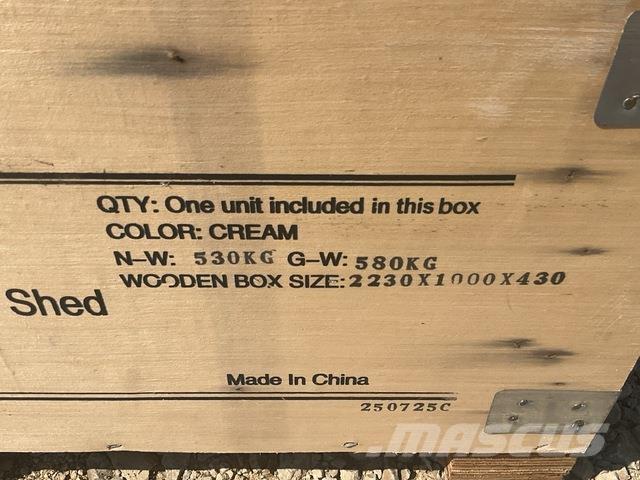 QTY: One unit included in this box
COLOR: CREAM
N-W: 530KG G-W: 580KG
WOODEN BOX SIZE: 2230X1000X430
Shed
Made In China
250725C
MASCUS